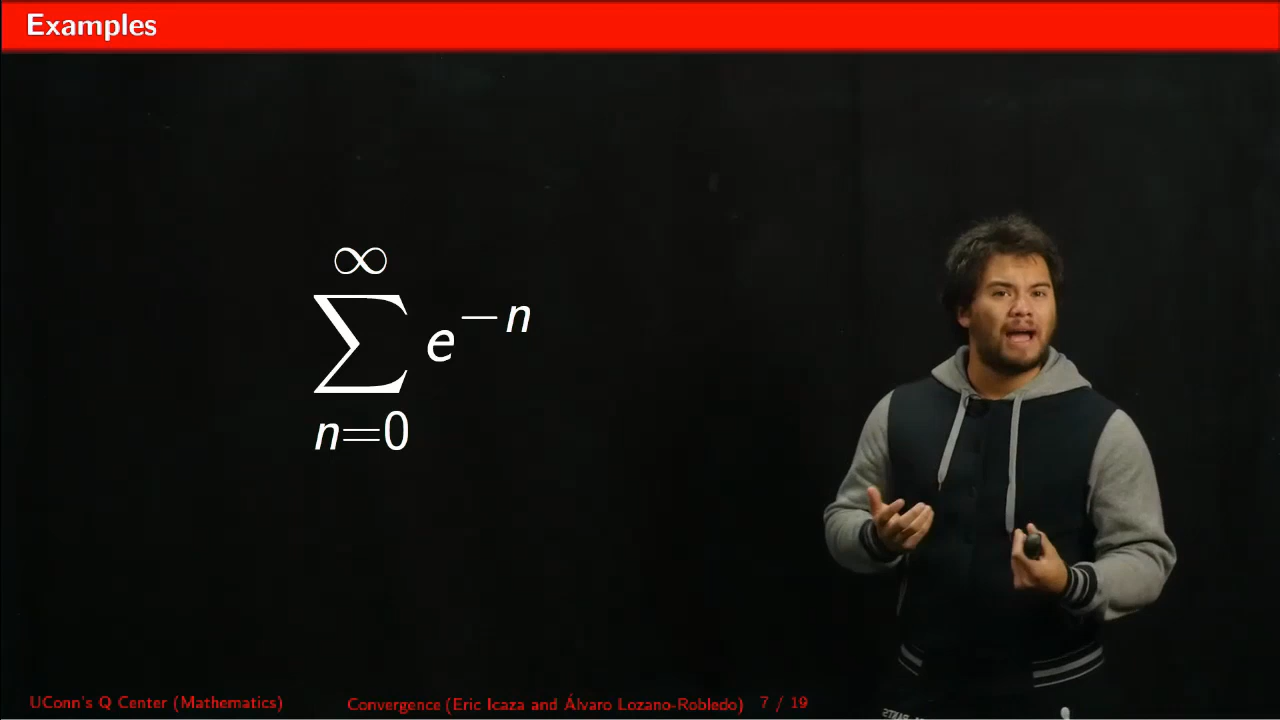 Examples
∞
∑ e^{−n}
n=0
UConn's Q Center (Mathematics) Convergence (Eric Icaza and Álvaro Lozano-Robledo) 7 / 19